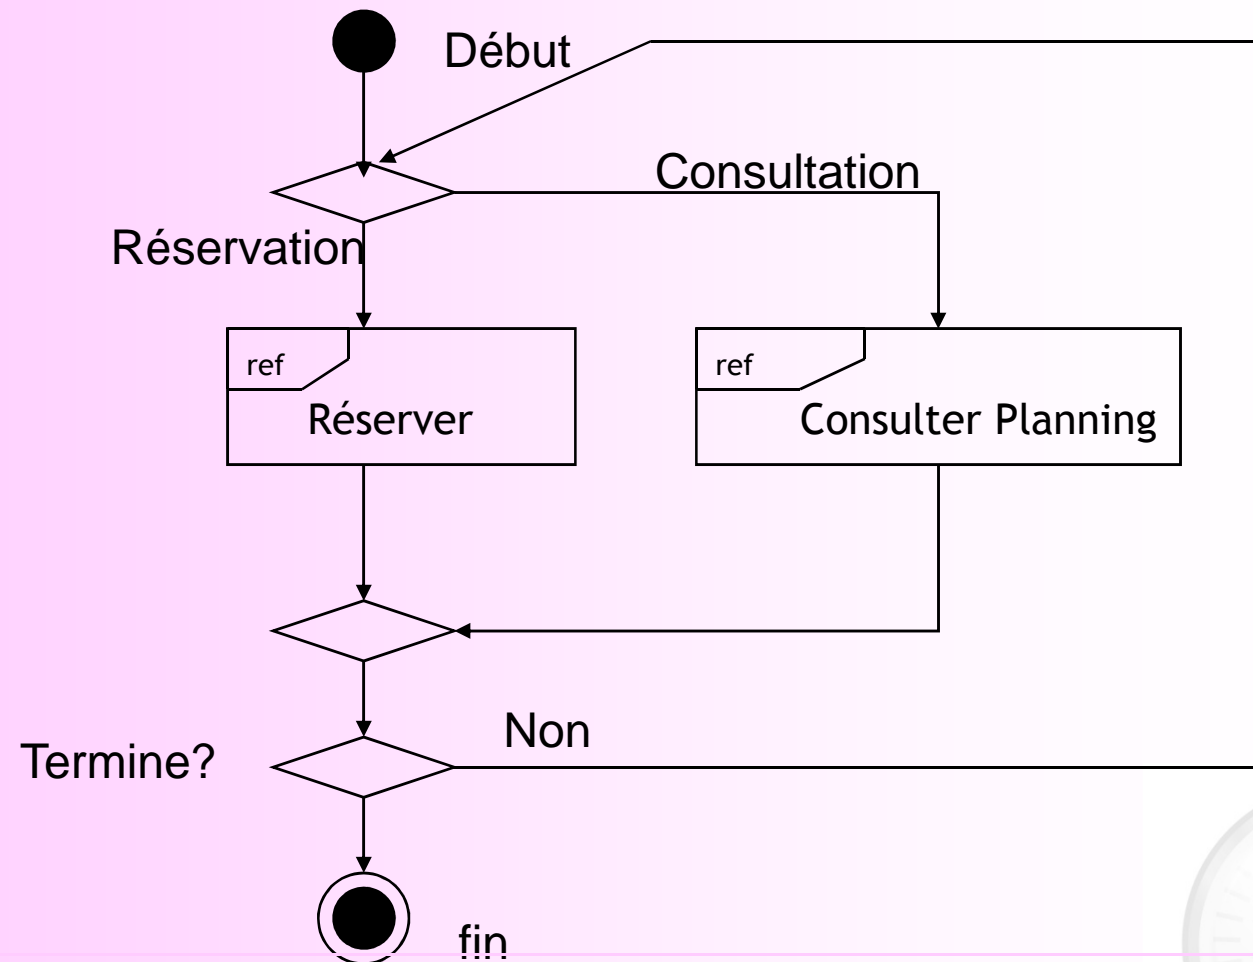 Début
Consultation
Réservation
ref
Réserver
ref
Consulter Planning
Non
Termine?
fin